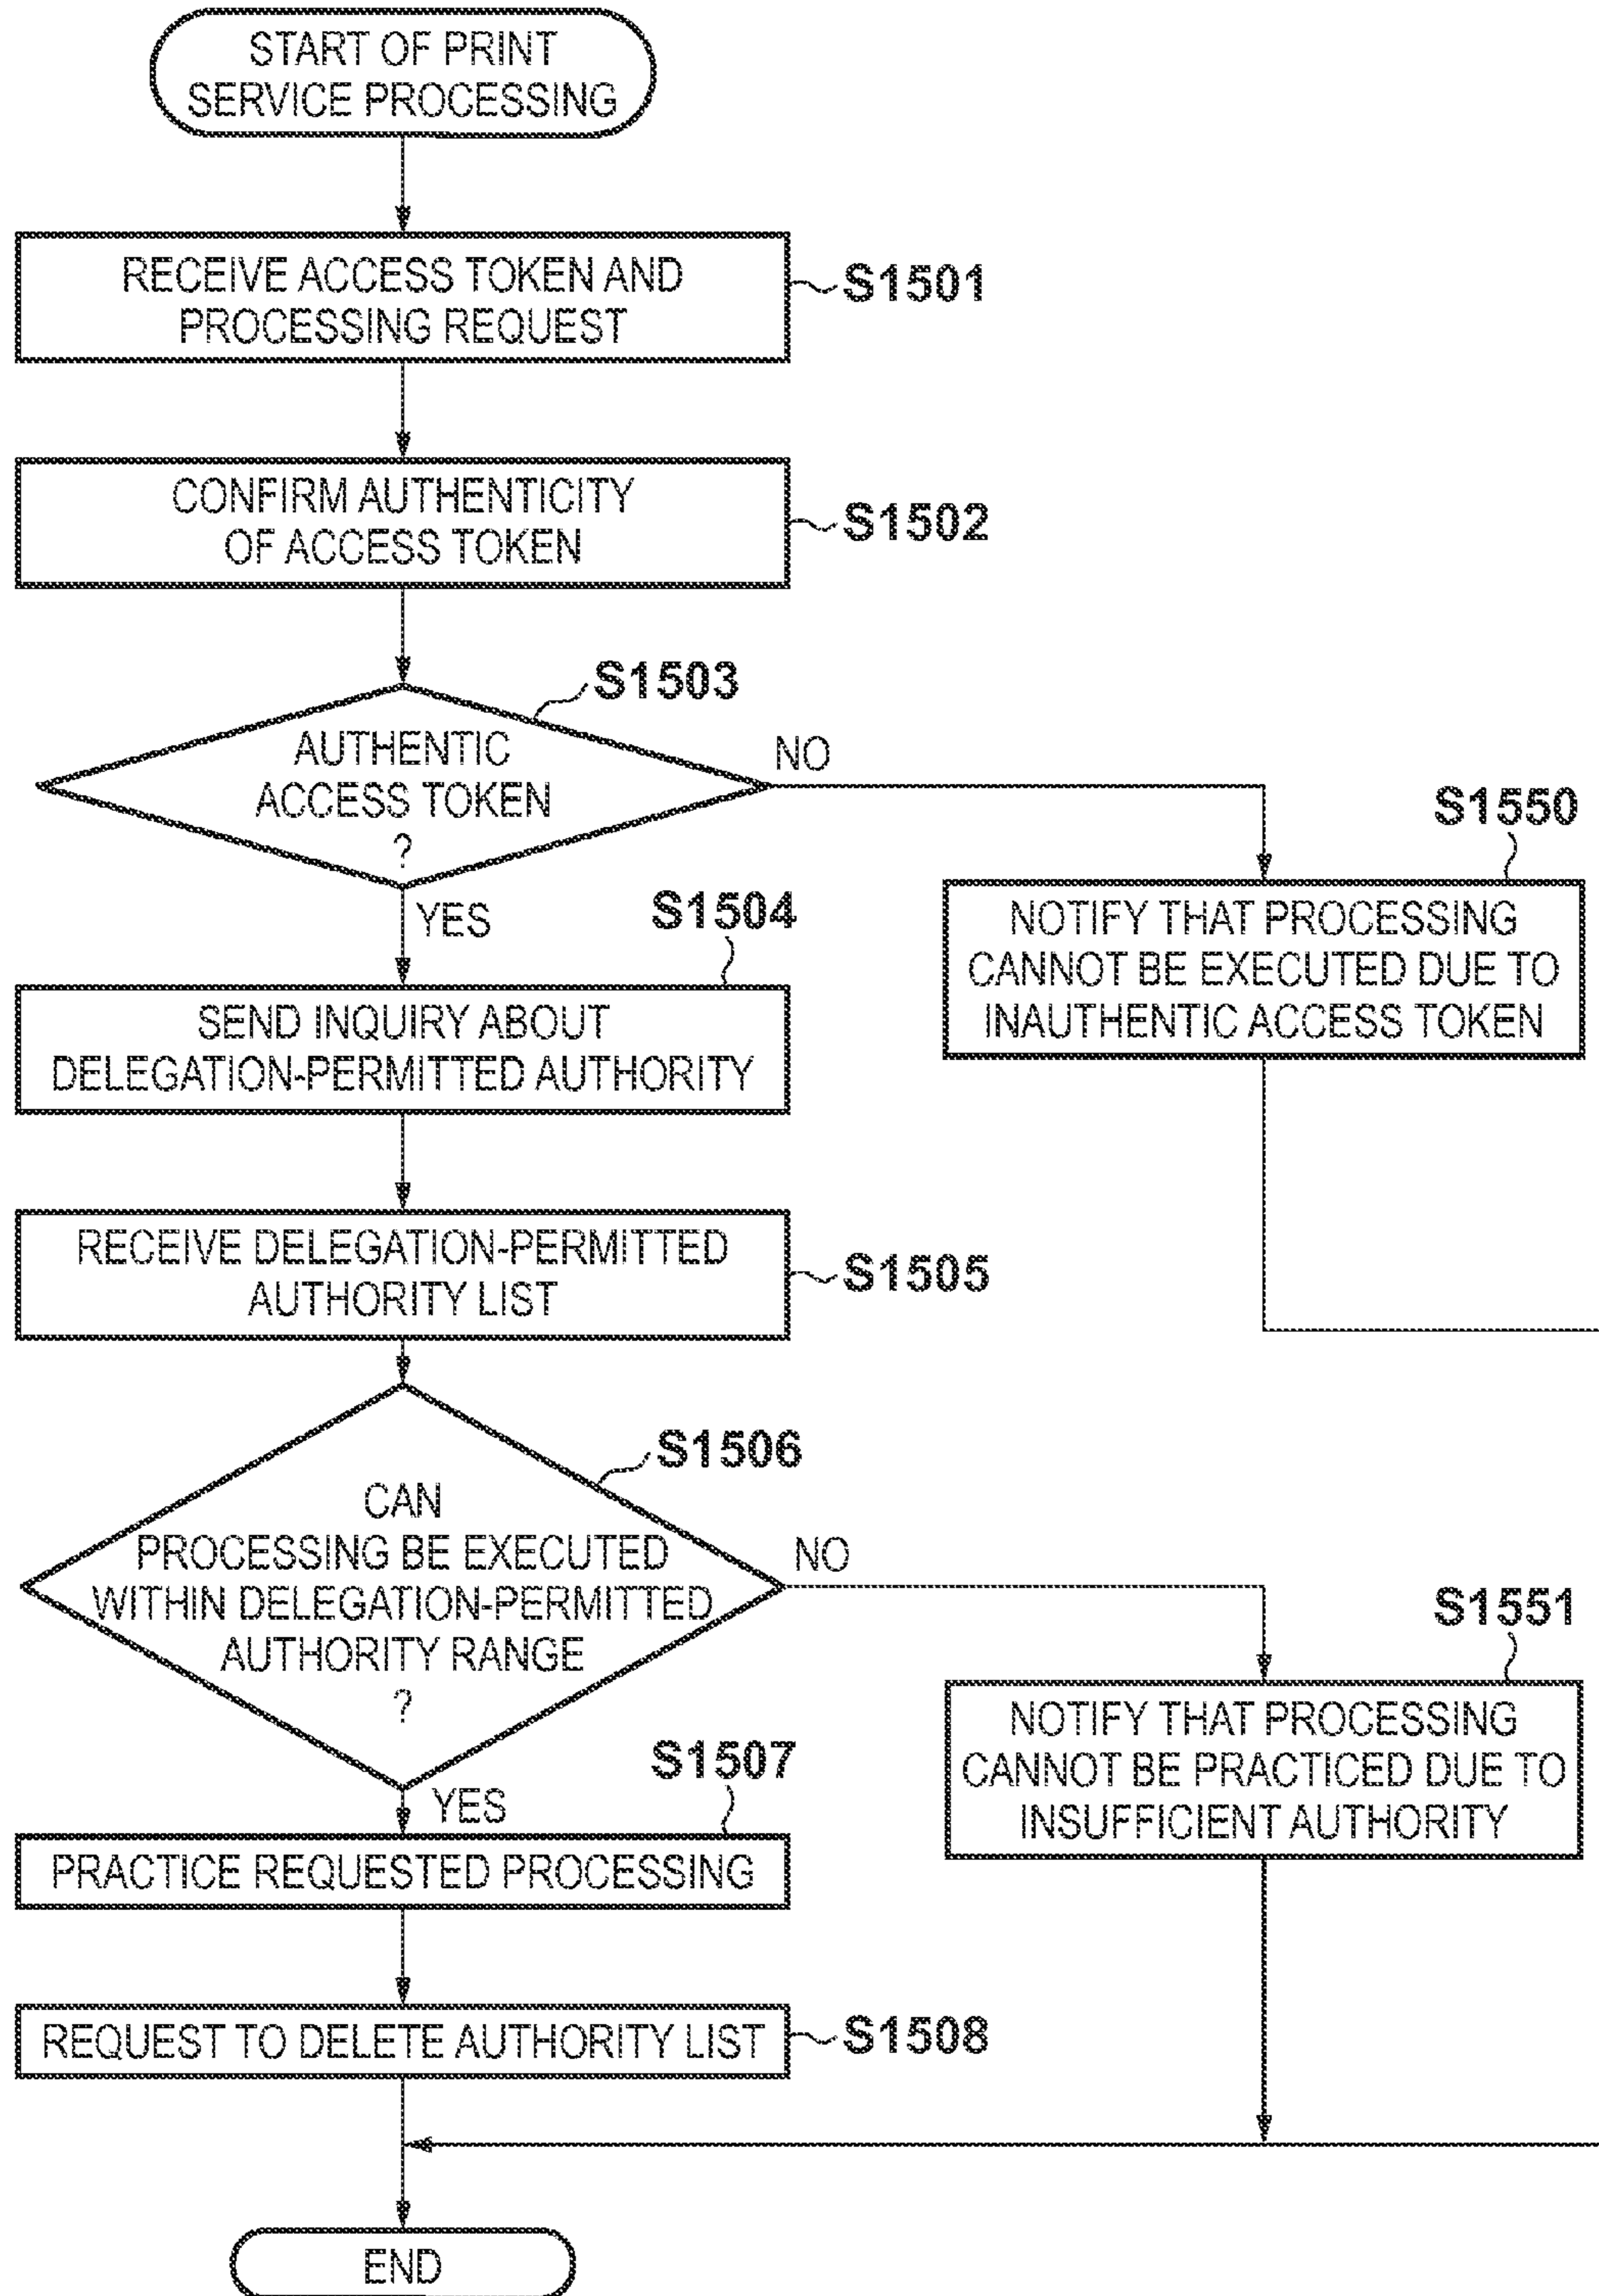 START OF PRINT
SERVICE PROCESSING
RECEIVE ACCESS TOKEN AND
PROCESSING REQUEST
S1501
CONFIRM AUTHENTICITY
OF ACCESS TOKEN
S1502
S1503
AUTHENTIC
ACCESS TOKEN
?
NO
YES
S1550
NOTIFY THAT PROCESSING
CANNOT BE EXECUTED DUE TO
INAUTHENTIC ACCESS TOKEN
S1504
SEND INQUIRY ABOUT
DELEGATION-PERMITTED AUTHORITY
RECEIVE DELEGATION-PERMITTED
AUTHORITY LIST
S1505
S1506
CAN
PROCESSING BE EXECUTED
WITHIN DELEGATION-PERMITTED
AUTHORITY RANGE
?
NO
YES
S1551
NOTIFY THAT PROCESSING
CANNOT BE PRACTICED DUE TO
INSUFFICIENT AUTHORITY
S1507
PRACTICE REQUESTED PROCESSING
REQUEST TO DELETE AUTHORITY LIST
S1508
END